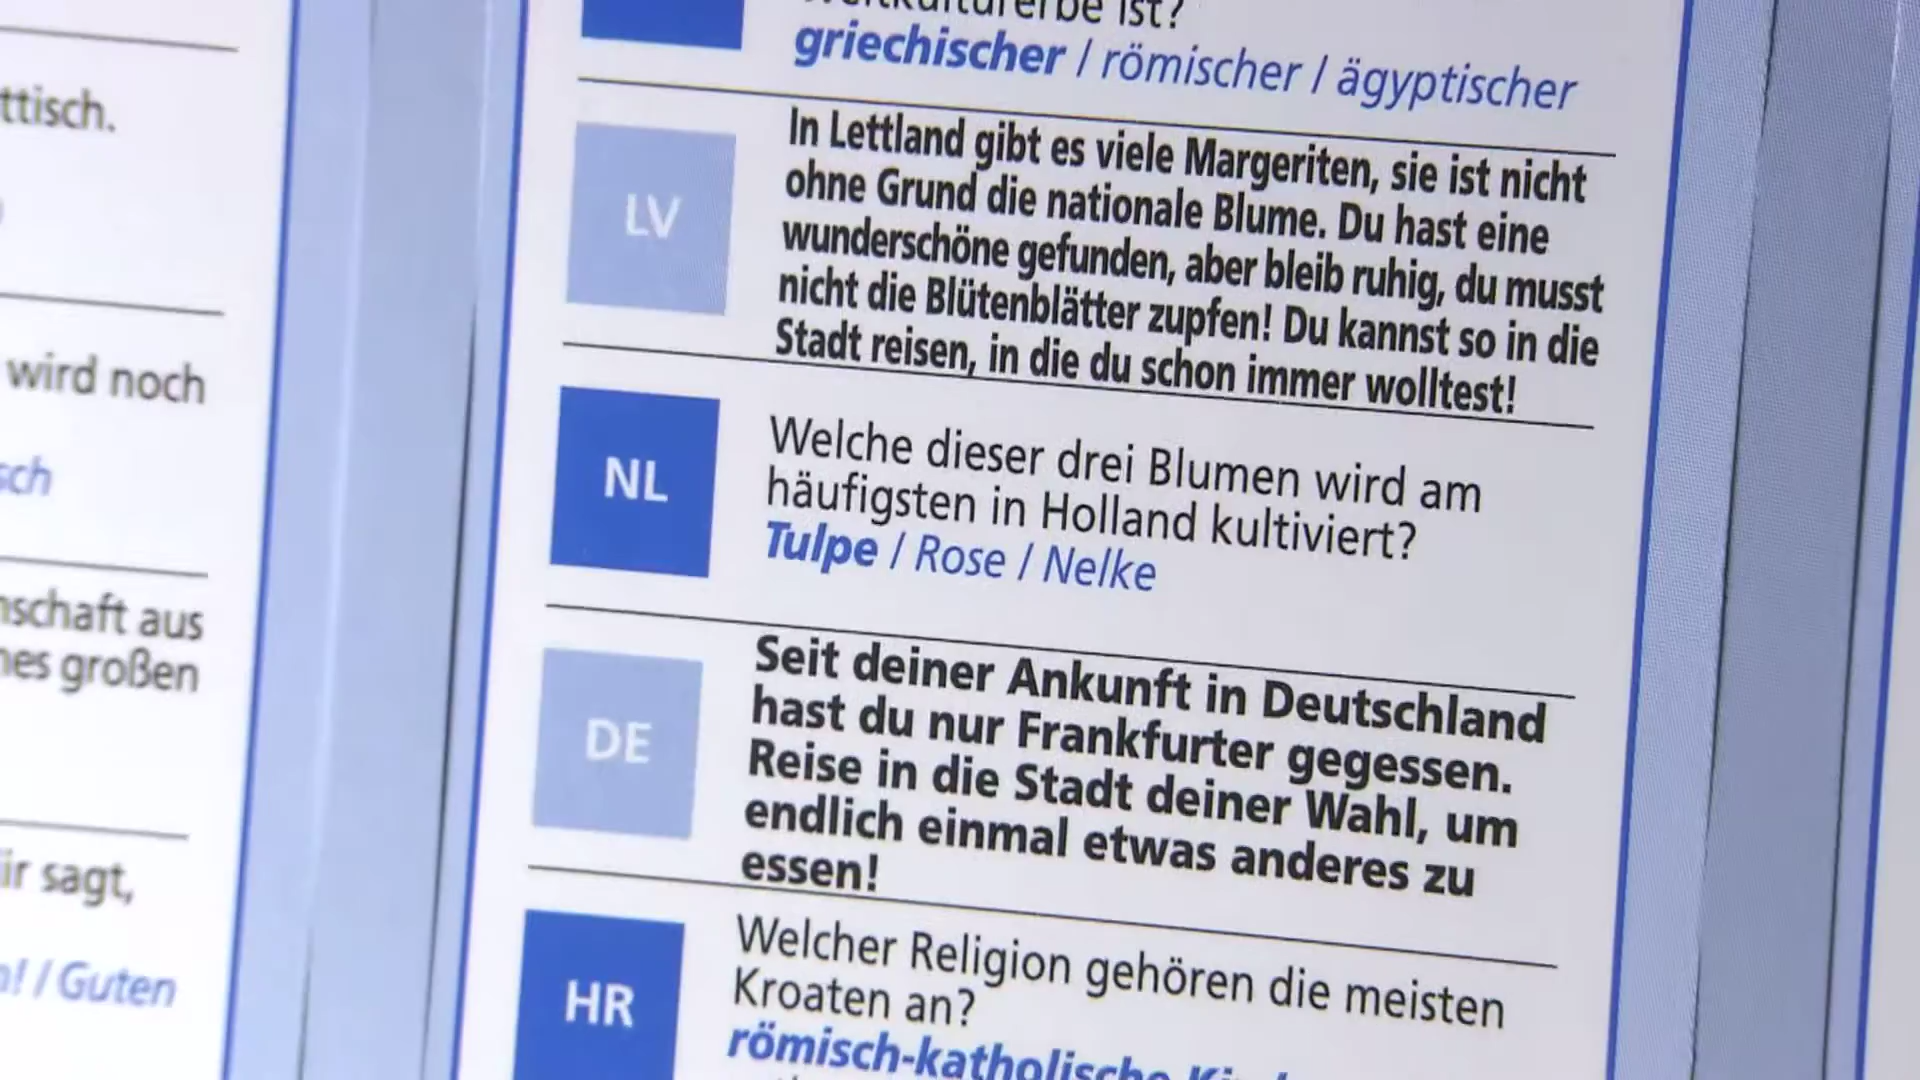 ttisch.
wird noch
sch
aus
großen
sagt,
/ Guten
ist?
griechischer / römischer / ägyptischer
LV
In Lettland gibt es viele Margeriten, sie ist nicht
ohne Grund die nationale Blume. Du hast eine
wunderschöne gefunden, aber bleib ruhig, du musst
nicht die Blütenblätter zupfen! Du kannst so in die
Stadt reisen, in die du schon immer wolltest!
NL
Welche dieser drei Blumen wird am
häufigsten in Holland kultiviert?
Tulpe / Rose / Nelke
DE
Seit deiner Ankunft in Deutschland
hast du nur Frankfurter gegessen.
Reise in die Stadt deiner Wahl, um
endlich einmal etwas anderes zu
essen!
HR
Welcher Religion gehören die meisten
Kroaten an?
römisch-katholische